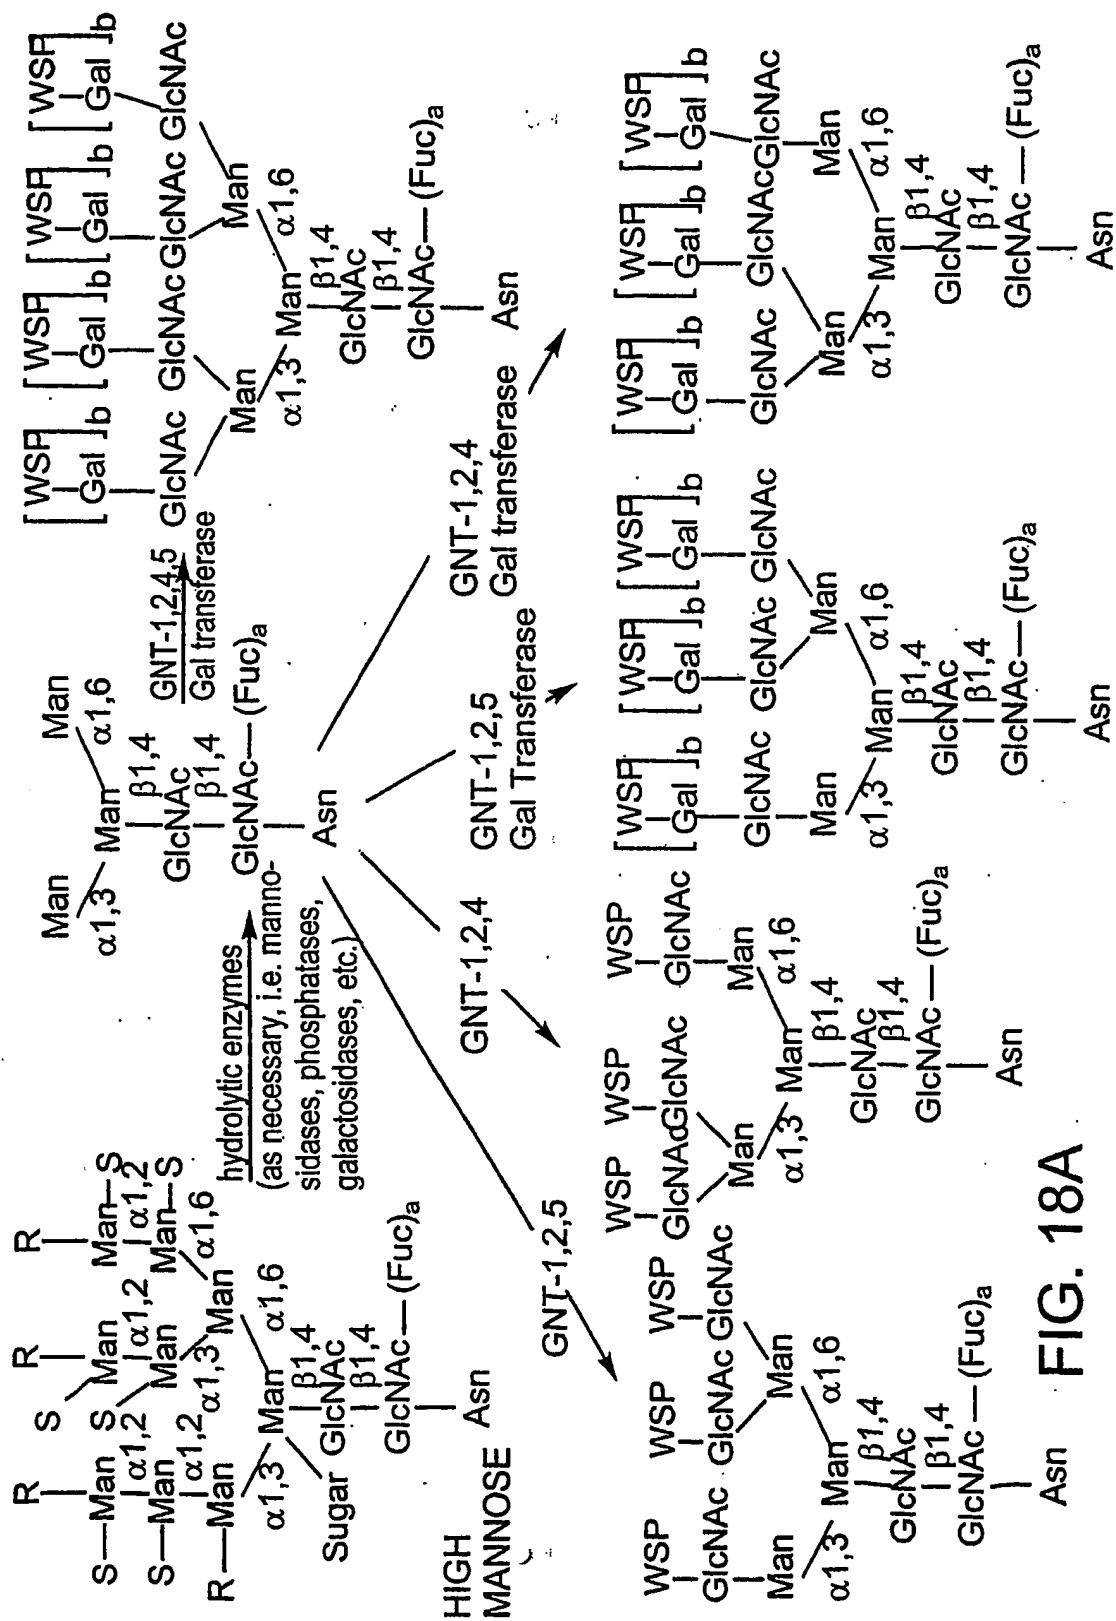 R
R
R
S—Man
S
Man
Man—S
α1,2
α1,2
α1,2
S—Man
S
Man
Man—S
α1,2
α1,3
α1,6
R—Man
Man
α1,3
Man
α1,6
Sugar
β1,4
GlcNAc
β1,4
GlcNAc—(Fuc)a
Asn
HIGH
MANNOSE
hydrolytic enzymes
(as necessary, i.e. manno-
sidases, phosphatases,
galactosidases, etc.)
Man
Man
α1,3
α1,6
Man
β1,4
GlcNAc
β1,4
GlcNAc—(Fuc)a
Asn
GNT-1,2,4,5
Gal transferase
[WSP [WSP [WSP [WSP
[Gal]b [Gal]b [Gal]b [Gal]b
GlcNAc GlcNAc GlcNAc GlcNAc
Man Man
α1,3 Man α1,6
β1,4
GlcNAc
β1,4
GlcNAc—(Fuc)a
Asn
GNT-1,2,5
GNT-1,2,4
GNT-1,2,5
Gal Transferase
GNT-1,2,4
Gal transferase
WSP WSP WSP
GlcNAc GlcNAc GlcNAc
Man Man
α1,3 Man α1,6
β1,4
GlcNAc
β1,4
GlcNAc—(Fuc)a
Asn
WSP WSP WSP
GlcNAc GlcNAc GlcNAc
Man Man
α1,3 Man α1,6
β1,4
GlcNAc
β1,4
GlcNAc—(Fuc)a
Asn
[WSP [WSP [WSP
[Gal]b [Gal]b [Gal]b
GlcNAc GlcNAc GlcNAc
Man Man
α1,3 Man α1,6
β1,4
GlcNAc
β1,4
GlcNAc—(Fuc)a
Asn
[WSP [WSP [WSP
[Gal]b [Gal]b [Gal]b
GlcNAc GlcNAc GlcNAc
Man Man
α1,3 Man α1,6
β1,4
GlcNAc
β1,4
GlcNAc—(Fuc)a
Asn
FIG. 18A